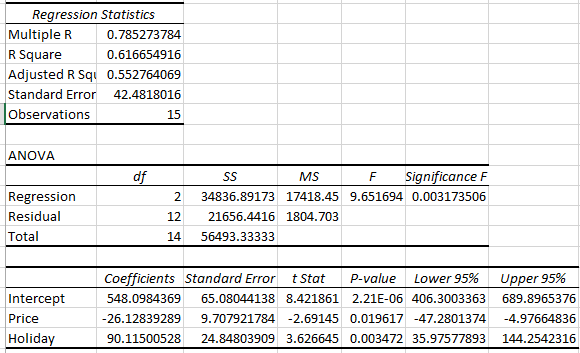 Regression Statistics
Multiple R 0.785273784
R Square 0.616654916
Adjusted R Squ 0.552764069
Standard Error 42.4818016
Observations 15
ANOVA
df SS MS F Significance F
Regression 2 34836.89173 17418.45 9.651694 0.003173506
Residual 12 21656.4416 1804.703
Total 14 56493.33333
Coefficients Standard Error t Stat P-value Lower 95% Upper 95%
Intercept 548.0984369 65.08044138 8.421861 2.21E-06 406.3003363 689.8965376
Price -26.12839289 9.707921784 -2.69145 0.019617 -47.2801374 -4.97664836
Holiday 90.11500528 24.84803909 3.626645 0.003472 35.97577893 144.2542316